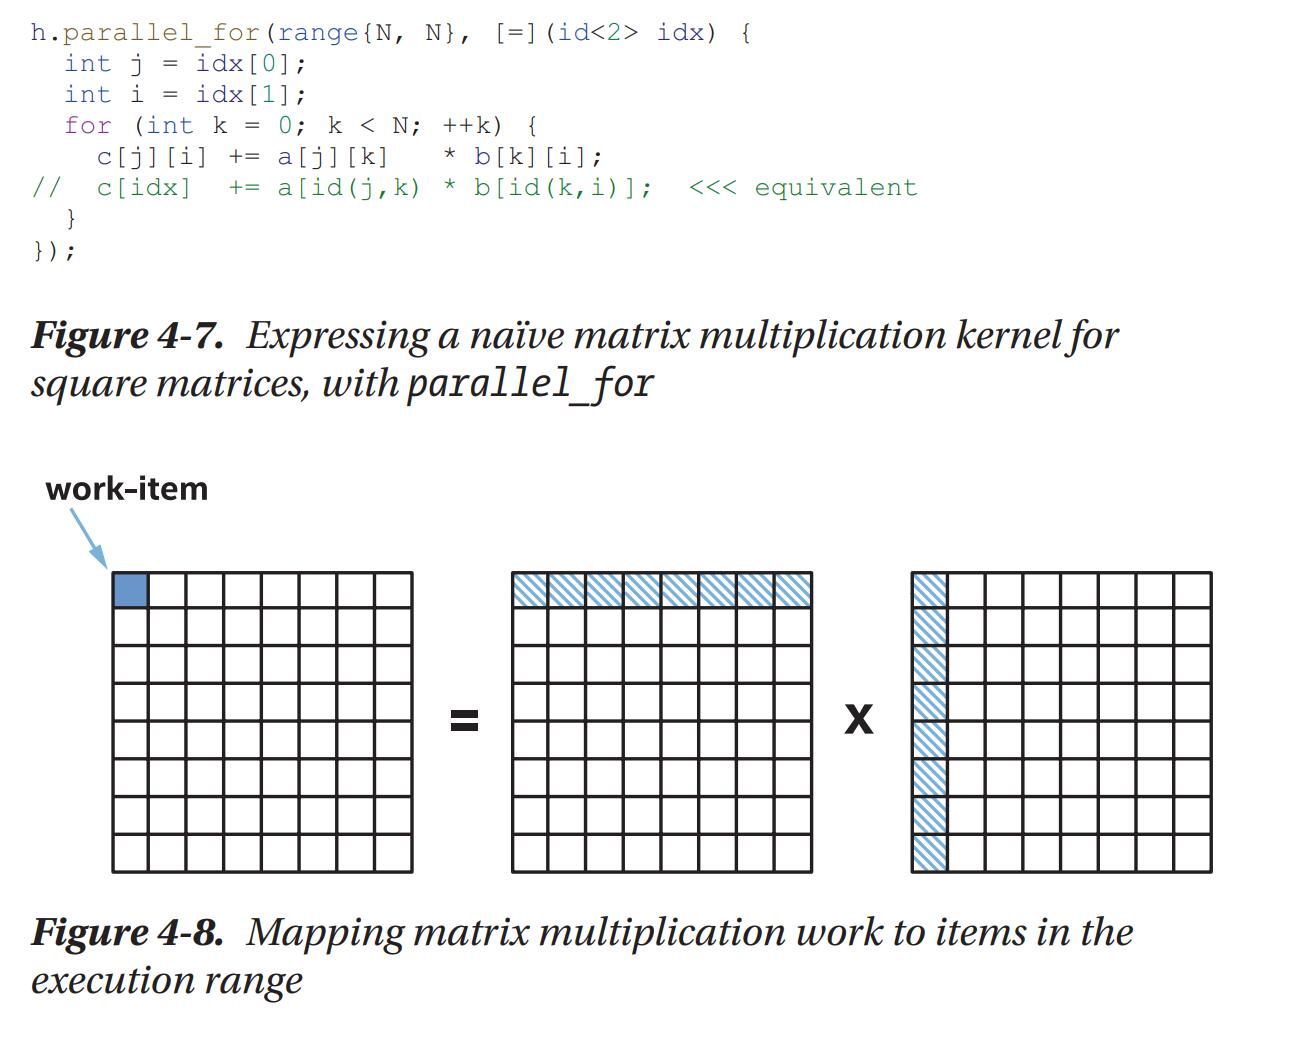 h.parallel_for(range{N, N}, [=](id<2> idx) {
  int j = idx[0];
  int i = idx[1];
  for (int k = 0; k < N; ++k) {
    c[j][i] += a[j][k]   * b[k][i];
//  c[idx]  += a[id(j,k) * b[id(k,i)];  <<< equivalent
  }
});
Figure 4-7. Expressing a naïve matrix multiplication kernel for
square matrices, with parallel_for
work-item
= x
Figure 4-8. Mapping matrix multiplication work to items in the
execution range